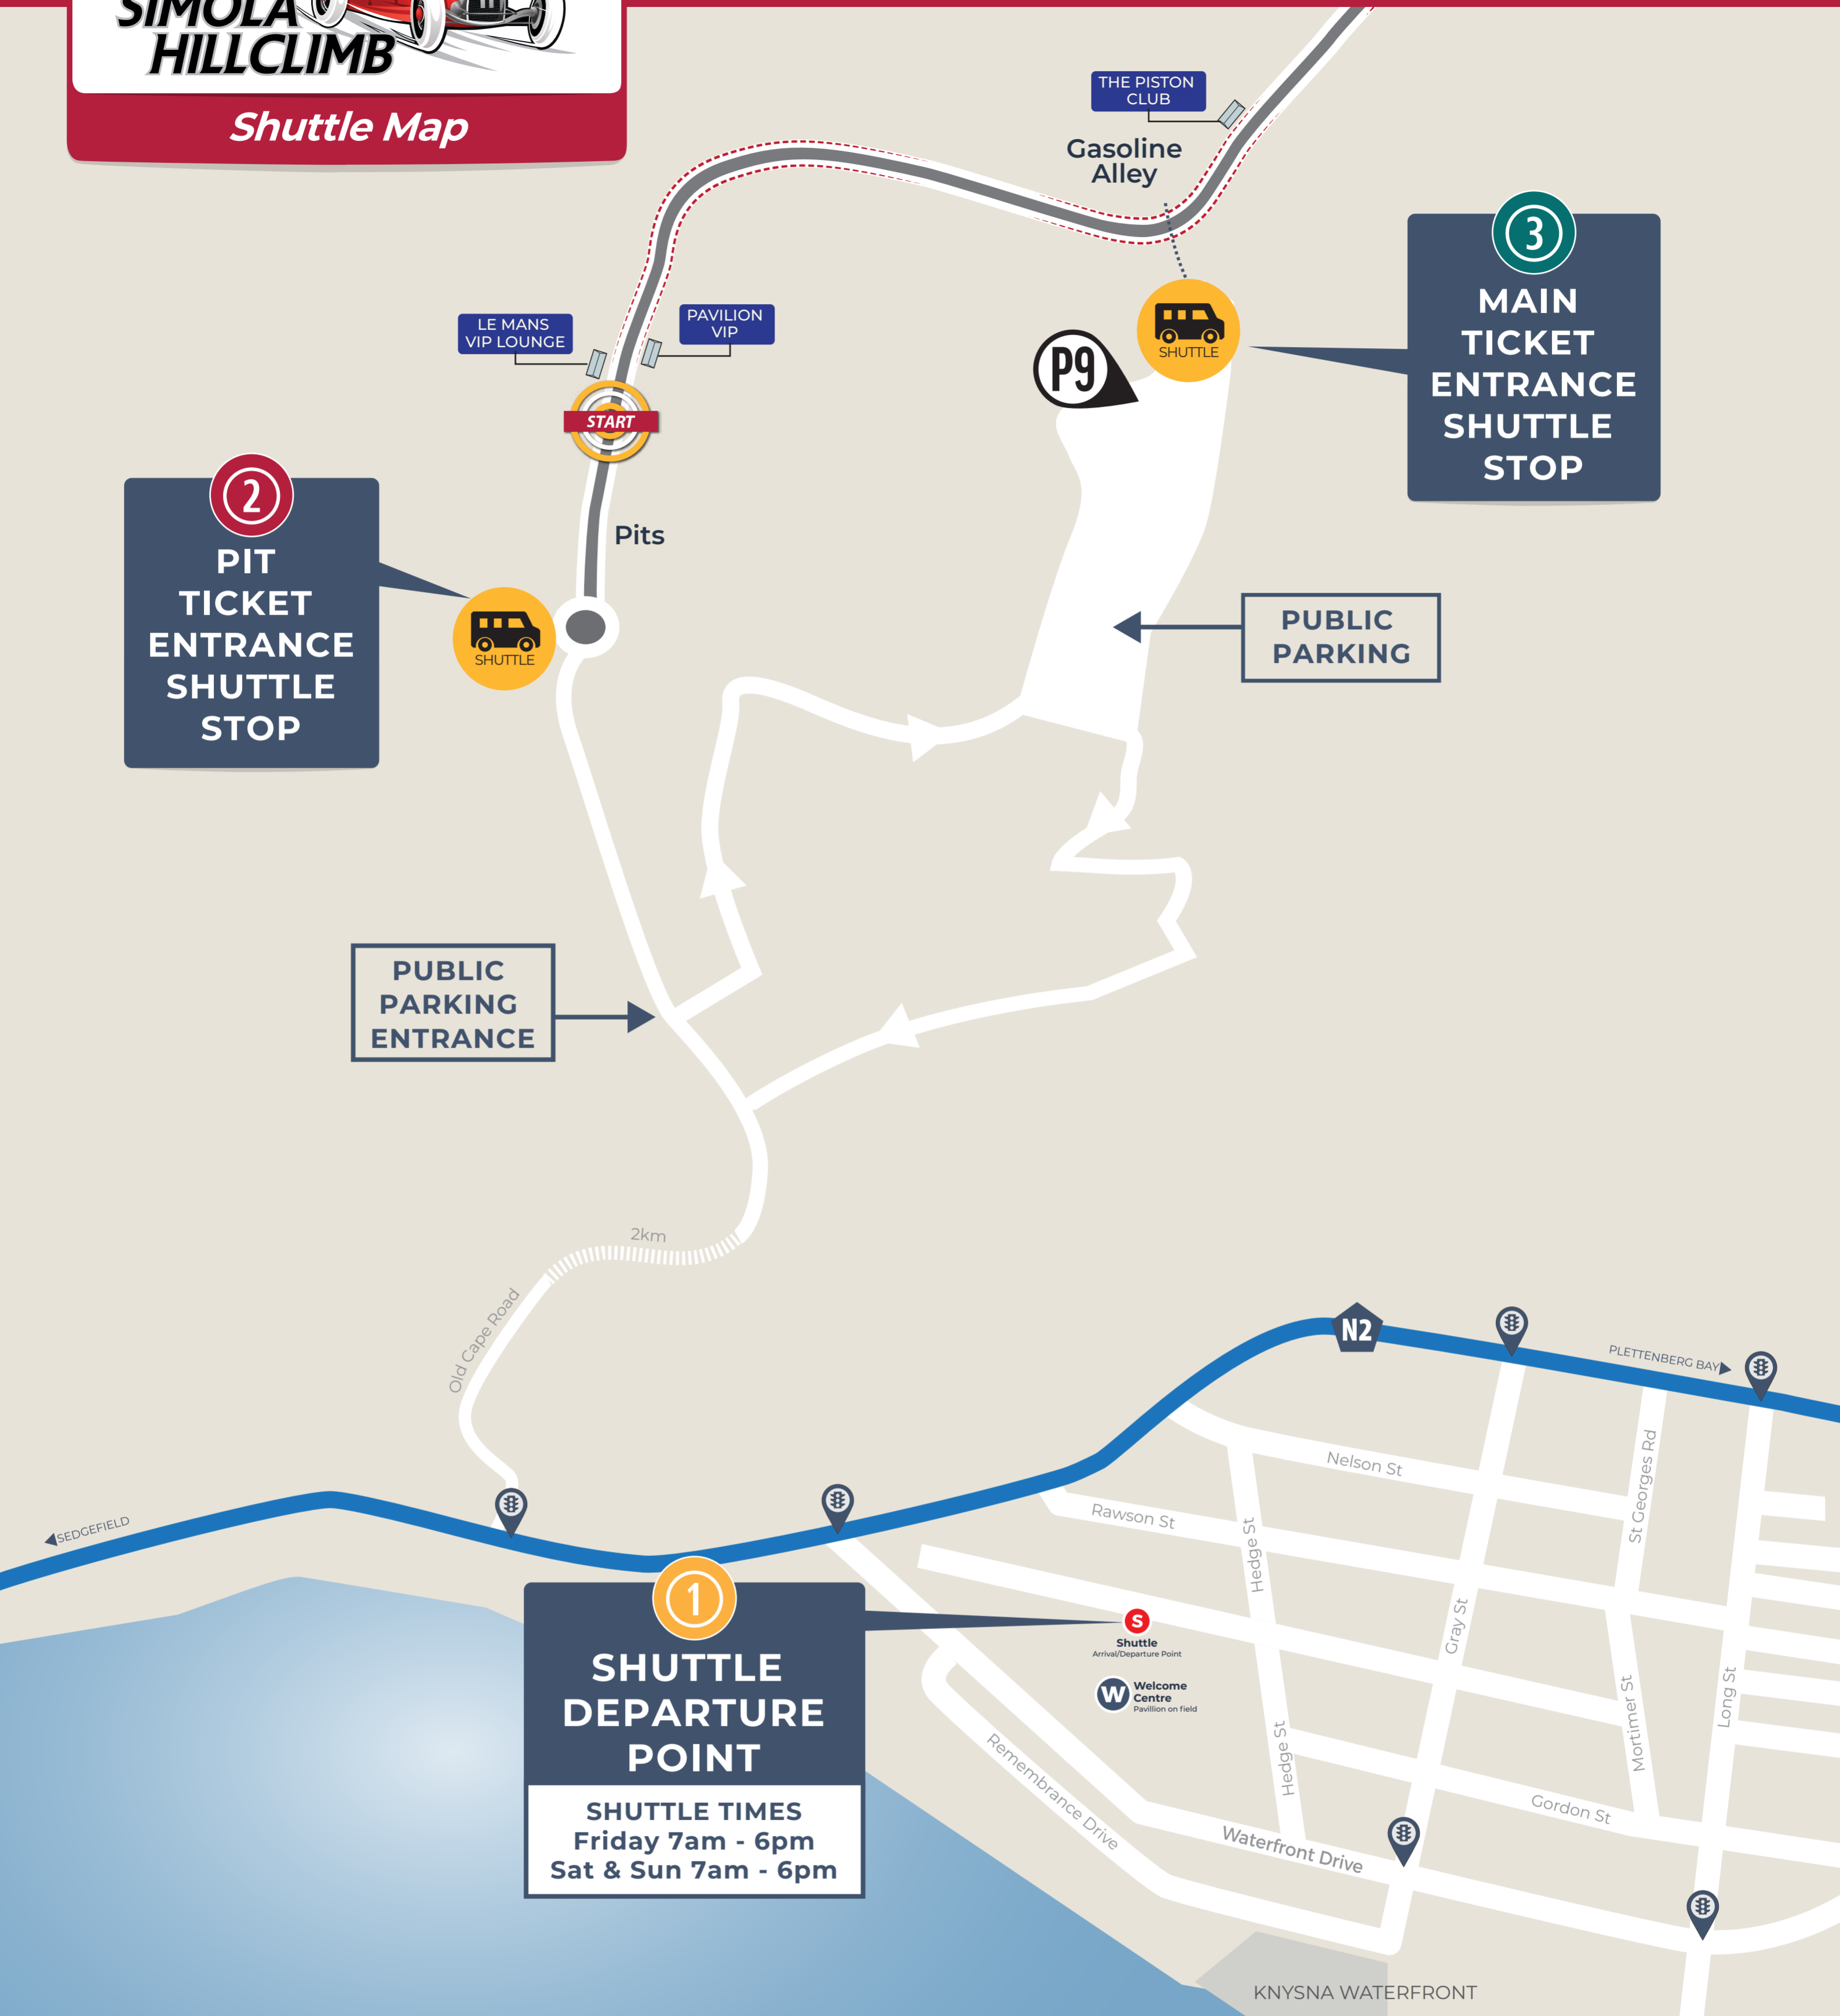 SIMOLA
HILLCLIMB
Shuttle Map
THE PISTON
CLUB
Gasoline
Alley
3
MAIN
TICKET
ENTRANCE
SHUTTLE
STOP
SHUTTLE
P9
LE MANS
VIP LOUNGE
PAVILION
VIP
START
Pits
2
PIT
TICKET
ENTRANCE
SHUTTLE
STOP
SHUTTLE
PUBLIC
PARKING
PUBLIC
PARKING
ENTRANCE
2km
Old Cape Road
N2
PLETTENBERG BAY
SEDGEFIELD
Nelson St
Rawson St
St Georges Rd
Hedge St
Gray St
Mortimer St
Long St
Hedge St
Gordon St
Remembrance Drive
Waterfront Drive
S
Shuttle
Arrival/Departure Point
W
Welcome
Centre
Pavillion on field
1
SHUTTLE
DEPARTURE
POINT
SHUTTLE TIMES
Friday 7am - 6pm
Sat & Sun 7am - 6pm
KNYSNA WATERFRONT